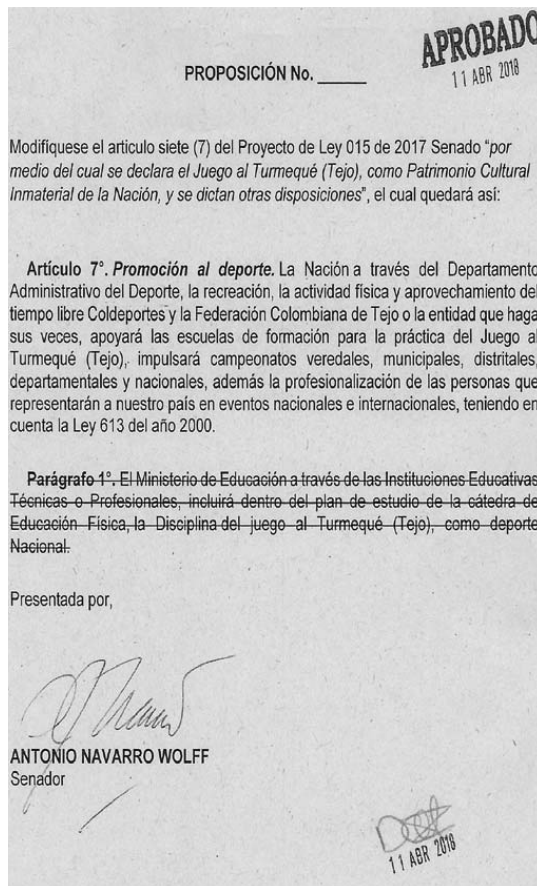 APROBADO
11 ABR 2018
PROPOSICIÓN No. ______
Modifíquese el articulo siete (7) del Proyecto de Ley 015 de 2017 Senado “por
medio del cual se declara el Juego al Turmequé (Tejo), como Patrimonio Cultural
Inmaterial de la Nación, y se dictan otras disposiciones”, el cual quedará así:
Artículo 7°. Promoción al deporte. La Nación a través del Departamento
Administrativo del Deporte, la recreación, la actividad física y aprovechamiento del
tiempo libre Coldeportes y la Federación Colombiana de Tejo o la entidad que haga
sus veces, apoyará las escuelas de formación para la práctica del Juego al
Turmequé (Tejo), impulsará campeonatos veredales, municipales, distritales,
departamentales y nacionales, además la profesionalización de las personas que
representarán a nuestro país en eventos nacionales e internacionales, teniendo en
cuenta la Ley 613 del año 2000.
Parágrafo 1°. El Ministerio de Educación a través de las Instituciones Educativas
Técnicas o Profesionales, incluirá dentro del plan de estudio de la cátedra de
Educación Física, la Disciplina del juego al Turmequé (Tejo), como deporte
Nacional.
Presentada por,
ANTONIO NAVARRO WOLFF
Senador
11 ABR 2018